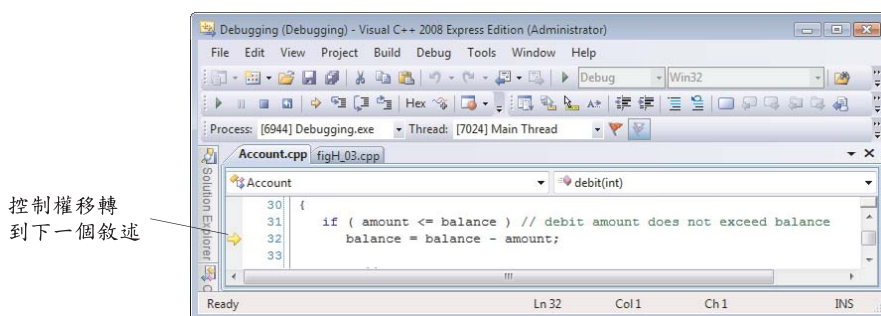 Debugging (Debugging) - Visual C++ 2008 Express Edition (Administrator)
File Edit View Project Build Debug Tools Window Help
Debug Win32
Hex
Process: [6944] Debugging.exe Thread: [7024] Main Thread
Account.cpp figH_03.cpp
Solution Explorer
Account debit(int)
30 {
31 if ( amount <= balance ) // debit amount does not exceed balance
32 balance = balance - amount;
33
控制權移轉
到下一個敘述
Ready Ln 32 Col 1 Ch 1 INS